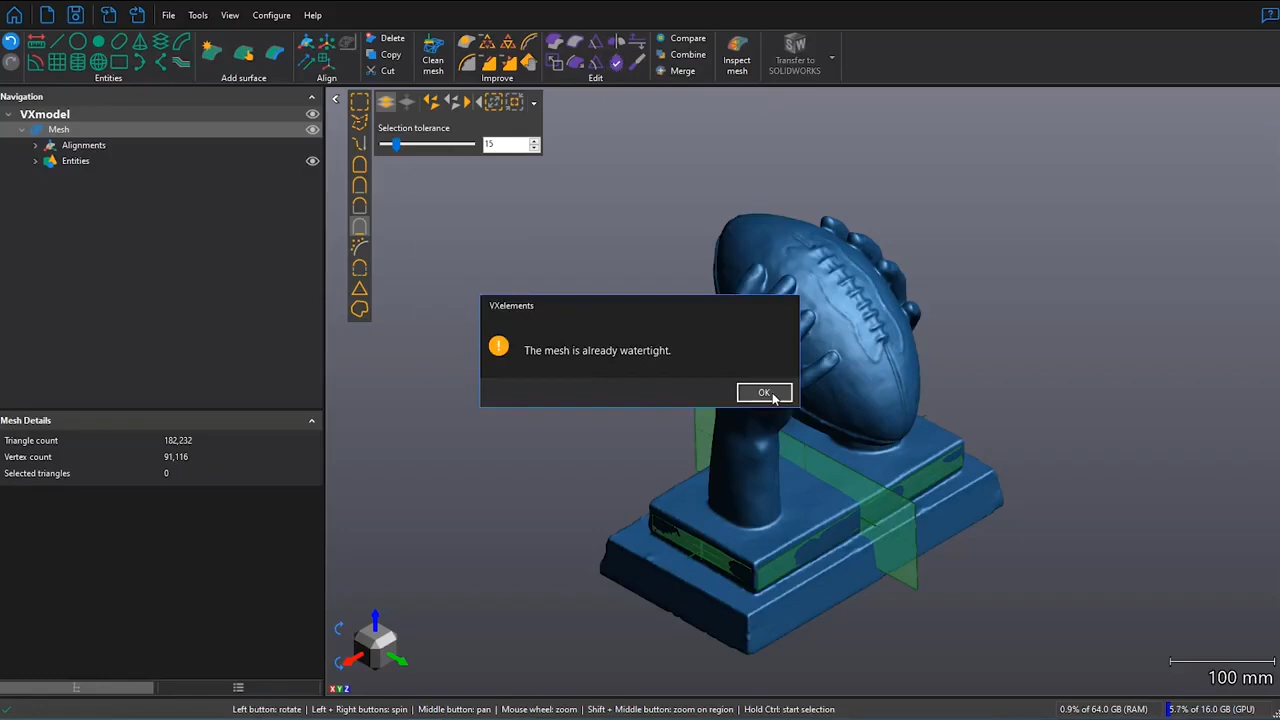 File Tools View Configure Help
Delete
Copy
Cut
Clean
mesh
Compare
Combine
Merge
Inspect
mesh
Transfer to
SOLIDWORKS
Entities Add surface Align Improve Edit
Navigation
VXmodel
Mesh
Alignments
Entities
Selection tolerance
15
VXelements
The mesh is already watertight.
OK
Mesh Details
Triangle count 182,232
Vertex count 91,116
Selected triangles 0
100 mm
X Y Z
Left button: rotate Left + Right buttons: spin Middle button: pan Mouse wheel: zoom Shift + Middle button: zoom on region Hold Ctrl: start selection 0.9% of 64.0 GB (RAM) 5.7% of 16.0 GB (GPU)